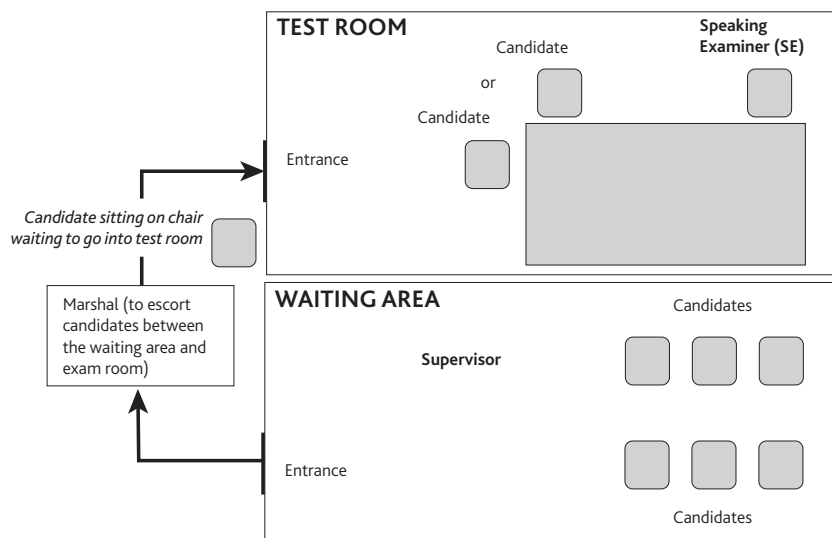 TEST ROOM
Candidate
Speaking
Examiner (SE)
or
Candidate
Entrance
Candidate sitting on chair
waiting to go into test room
Marshal (to escort
candidates between
the waiting area and
exam room)
WAITING AREA
Candidates
Supervisor
Entrance
Candidates